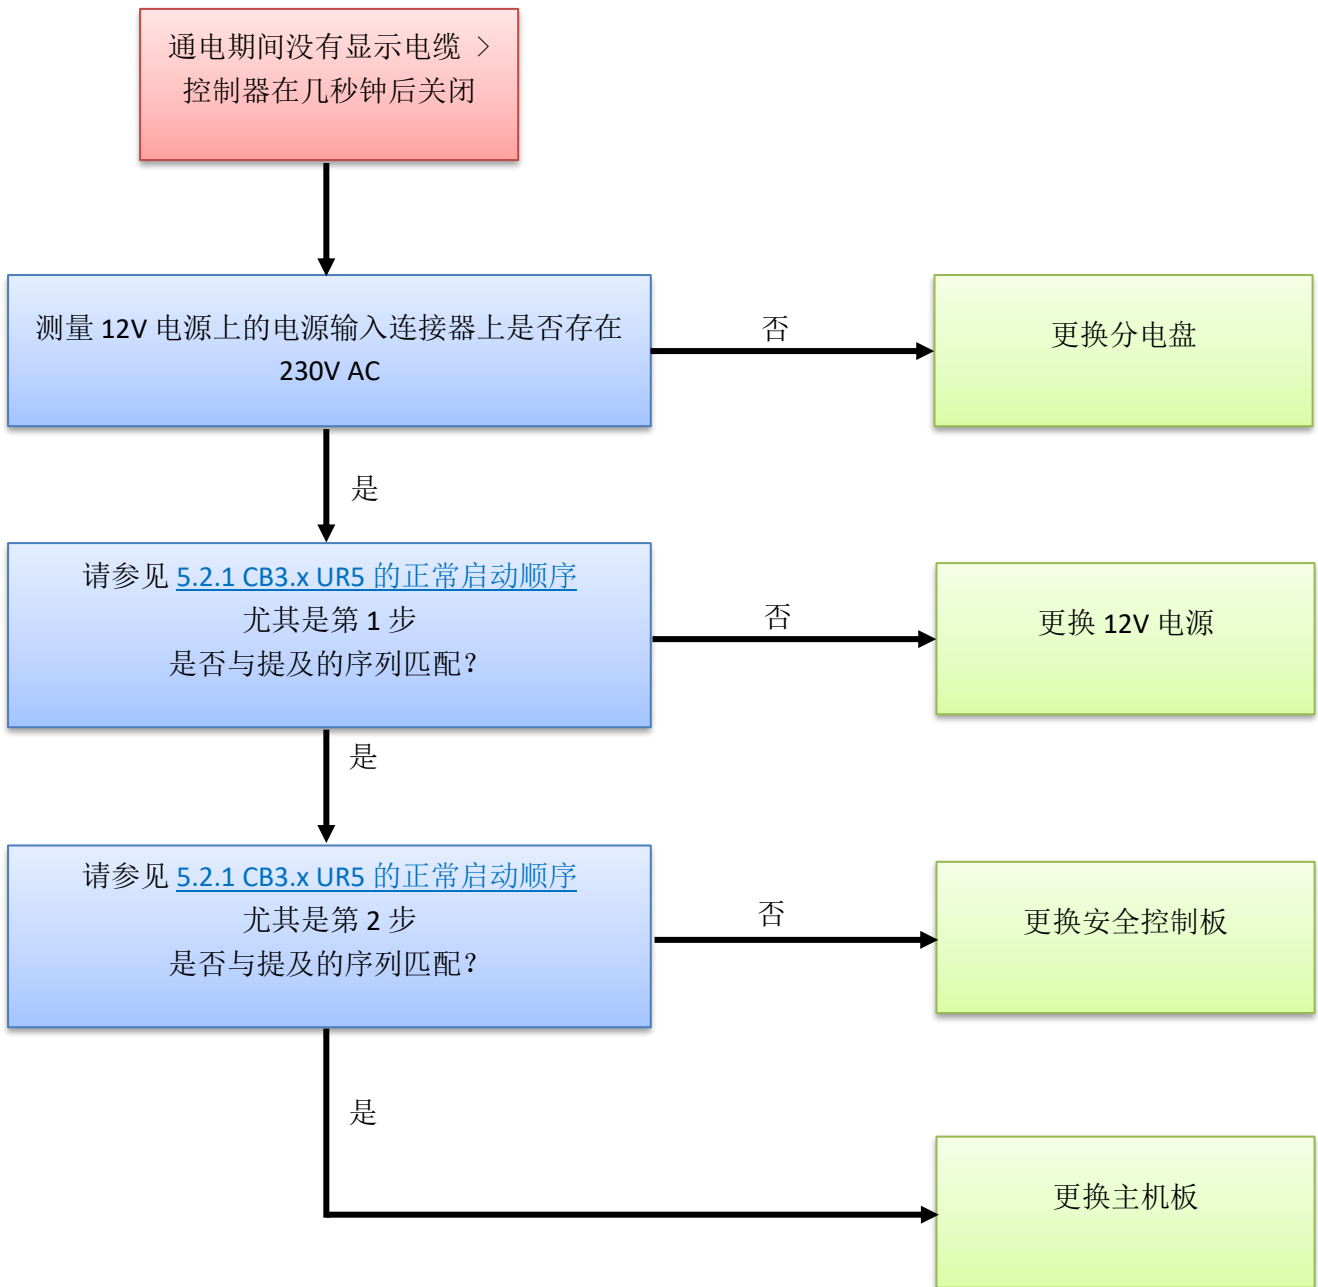 通电期间没有显示电缆 >
控制器在几秒钟后关闭
测量 12V 电源上的电源输入连接器上是否存在
230V AC
否
更换分电盘
是
请参见 5.2.1 CB3.x UR5 的正常启动顺序
尤其是第 1 步
是否与提及的序列匹配？
否
更换 12V 电源
是
请参见 5.2.1 CB3.x UR5 的正常启动顺序
尤其是第 2 步
是否与提及的序列匹配？
否
更换安全控制板
是
更换主机板